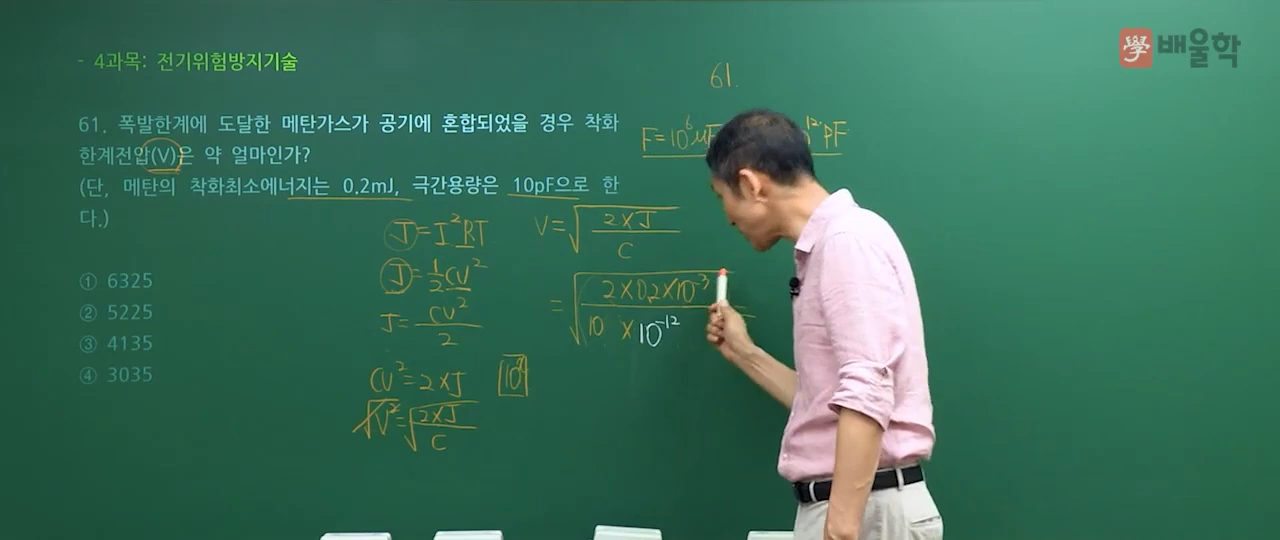 學 배울학
- 4과목: 전기위험방지기술
61.
61. 폭발한계에 도달한 메탄가스가 공기에 혼합되었을 경우 착화
한계전압(V)은 약 얼마인가?
(단, 메탄의 착화최소에너지는 0.2mJ, 극간용량은 10pF으로 한
다.)
① 6325
② 5225
③ 4135
④ 3035
F=10⁶μF 12 PF
J=I²RT
J=½CV²
J=CV²/2
CV²=2×J
√V²=√(2×J/C)
V=√(2×J/C)
=√(2×0.2×10⁻³/10×10⁻¹²)